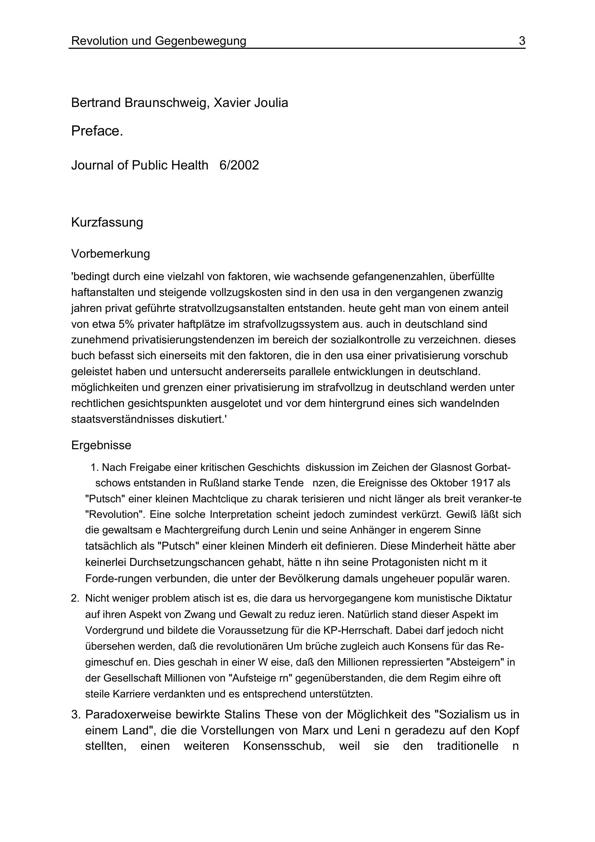 Revolution und Gegenbewegung 3
Bertrand Braunschweig, Xavier Joulia
Preface.
Journal of Public Health 6/2002
Kurzfassung
Vorbemerkung
'bedingt durch eine vielzahl von faktoren, wie wachsende gefangenenzahlen, überfüllte
haftanstalten und steigende vollzugskosten sind in den usa in den vergangenen zwanzig
jahren privat geführte stratvollzugsanstalten entstanden. heute geht man von einem anteil
von etwa 5% privater haftplätze im strafvollzugssystem aus. auch in deutschland sind
zunehmend privatisierungstendenzen im bereich der sozialkontrolle zu verzeichnen. dieses
buch befasst sich einerseits mit den faktoren, die in den usa einer privatisierung vorschub
geleistet haben und untersucht andererseits parallele entwicklungen in deutschland.
möglichkeiten und grenzen einer privatisierung im strafvollzug in deutschland werden unter
rechtlichen gesichtspunkten ausgelotet und vor dem hintergrund eines sich wandelnden
staatsverständnisses diskutiert.'
Ergebnisse
1. Nach Freigabe einer kritischen Geschichts diskussion im Zeichen der Glasnost Gorbat-
schows entstanden in Rußland starke Tende nzen, die Ereignisse des Oktober 1917 als
"Putsch" einer kleinen Machtclique zu charak terisieren und nicht länger als breit veranker-te
"Revolution". Eine solche Interpretation scheint jedoch zumindest verkürzt. Gewiß läßt sich
die gewaltsam e Machtergreifung durch Lenin und seine Anhänger in engerem Sinne
tatsächlich als "Putsch" einer kleinen Minderh eit definieren. Diese Minderheit hätte aber
keinerlei Durchsetzungschancen gehabt, hätte n ihn seine Protagonisten nicht m it
Forde-rungen verbunden, die unter der Bevölkerung damals ungeheuer populär waren.
2. Nicht weniger problem atisch ist es, die dara us hervorgegangene kom munistische Diktatur
auf ihren Aspekt von Zwang und Gewalt zu reduz ieren. Natürlich stand dieser Aspekt im
Vordergrund und bildete die Voraussetzung für die KP-Herrschaft. Dabei darf jedoch nicht
übersehen werden, daß die revolutionären Um brüche zugleich auch Konsens für das Re-
gimeschuf en. Dies geschah in einer W eise, daß den Millionen repressierten "Absteigern" in
der Gesellschaft Millionen von "Aufsteige rn" gegenüberstanden, die dem Regim eihre oft
steile Karriere verdankten und es entsprechend unterstützten.
3. Paradoxerweise bewirkte Stalins These von der Möglichkeit des "Sozialism us in
einem Land", die die Vorstellungen von Marx und Leni n geradezu auf den Kopf
stellten, einen weiteren Konsensschub, weil sie den traditionelle n